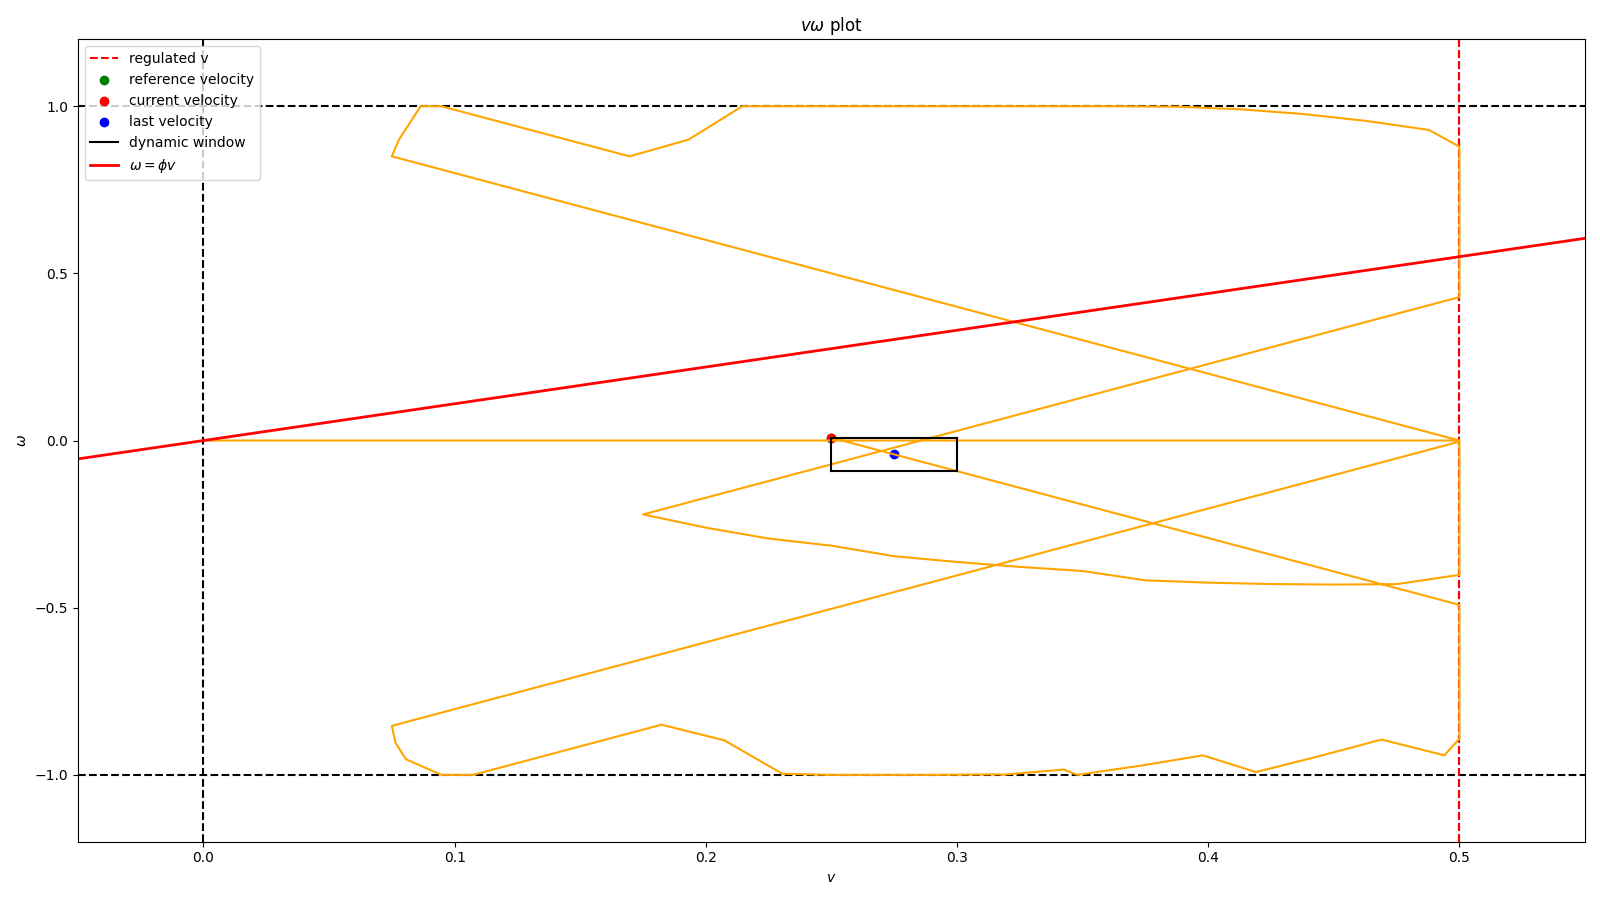 vω plot
regulated v
reference velocity
current velocity
last velocity
dynamic window
ω = ϕv
1.0
0.5
0.0
−0.5
−1.0
ω
0.0 0.1 0.2 0.3 0.4 0.5
v